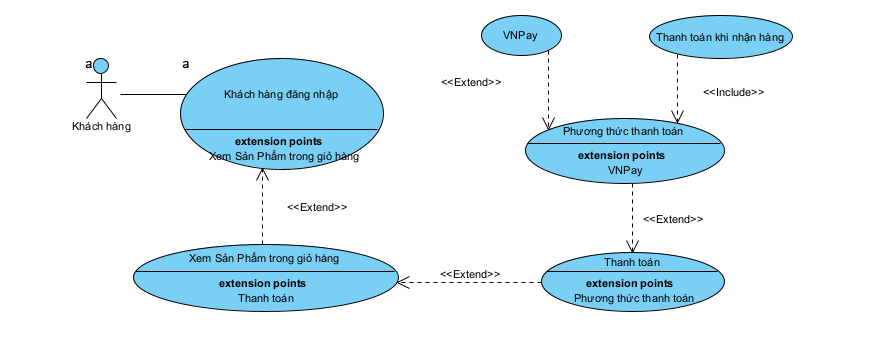 VNPay
Thanh toán khi nhận hàng
<<Extend>>
<<Include>>
a
a
Khách hàng
Khách hàng đăng nhập
extension points
Xem Sản Phẩm trong giỏ hàng
Phương thức thanh toán
extension points
VNPay
<<Extend>>
<<Extend>>
Xem Sản Phẩm trong giỏ hàng
extension points
Thanh toán
<<Extend>>
Thanh toán
extension points
Phương thức thanh toán